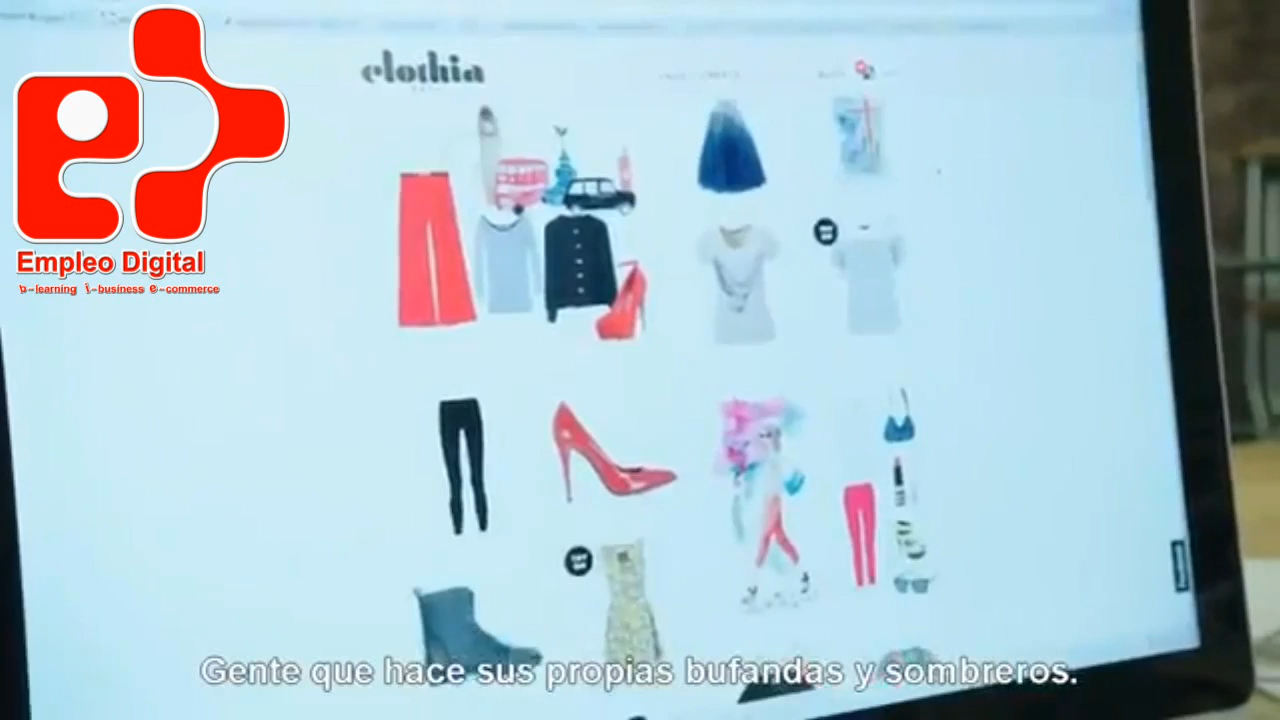 clothia
Empleo Digital
e-learning i-business e-commerce
Gente que hace sus propias bufandas y sombreros.